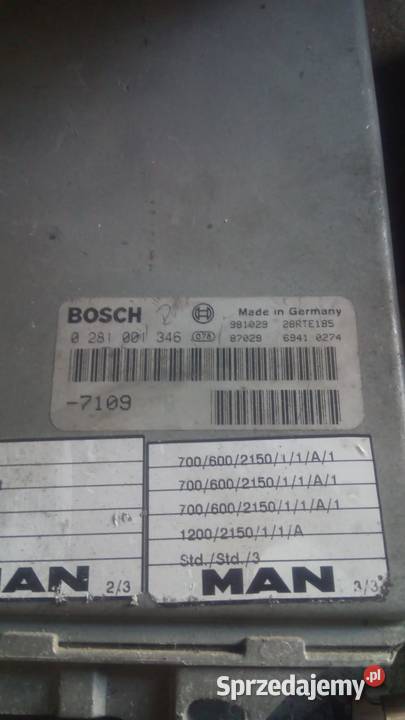 BOSCH
Made in Germany
981029 28RTE185
0 281 001 346 078 87029 6941 0274
-7109
700/600/2150/1/1/A/1
700/600/2150/1/1/A/1
700/600/2150/1/1/A/1
1200/2150/1/1/A
Std./Std./3
MAN 2/3
MAN 3/3
Sprzedajemy.pl